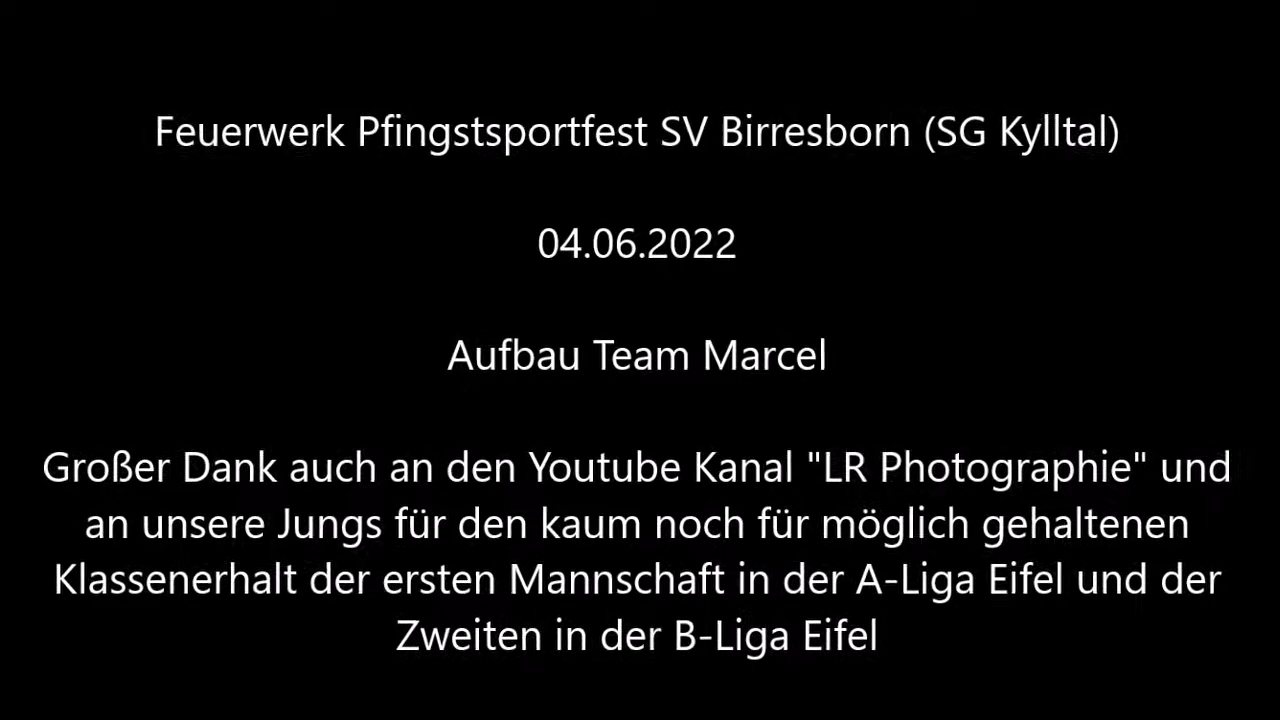 Feuerwerk Pfingstsportfest SV Birresborn (SG Kylltal)
04.06.2022
Aufbau Team Marcel
Großer Dank auch an den Youtube Kanal "LR Photographie" und
an unsere Jungs für den kaum noch für möglich gehaltenen
Klassenerhalt der ersten Mannschaft in der A-Liga Eifel und der
Zweiten in der B-Liga Eifel